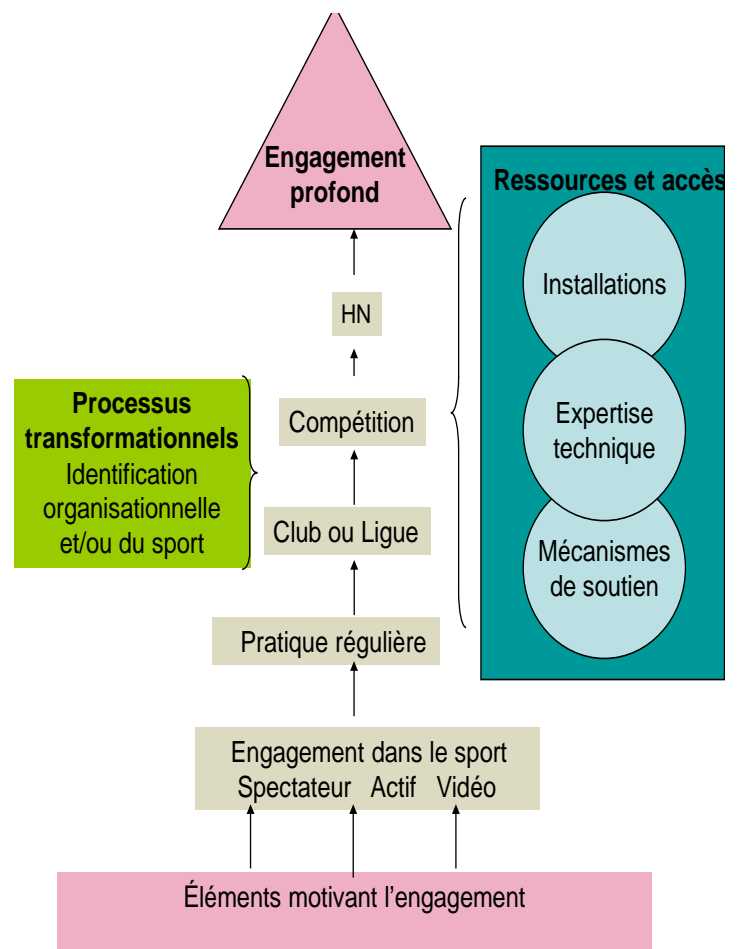 Engagement
profond
Ressources et accès
Installations
HN
Processus
transformationnels
Identification
organisationnelle
et/ou du sport
Compétition
Expertise
technique
Club ou Ligue
Mécanismes
de soutien
Pratique régulière
Engagement dans le sport
Spectateur Actif Vidéo
Éléments motivant l’engagement